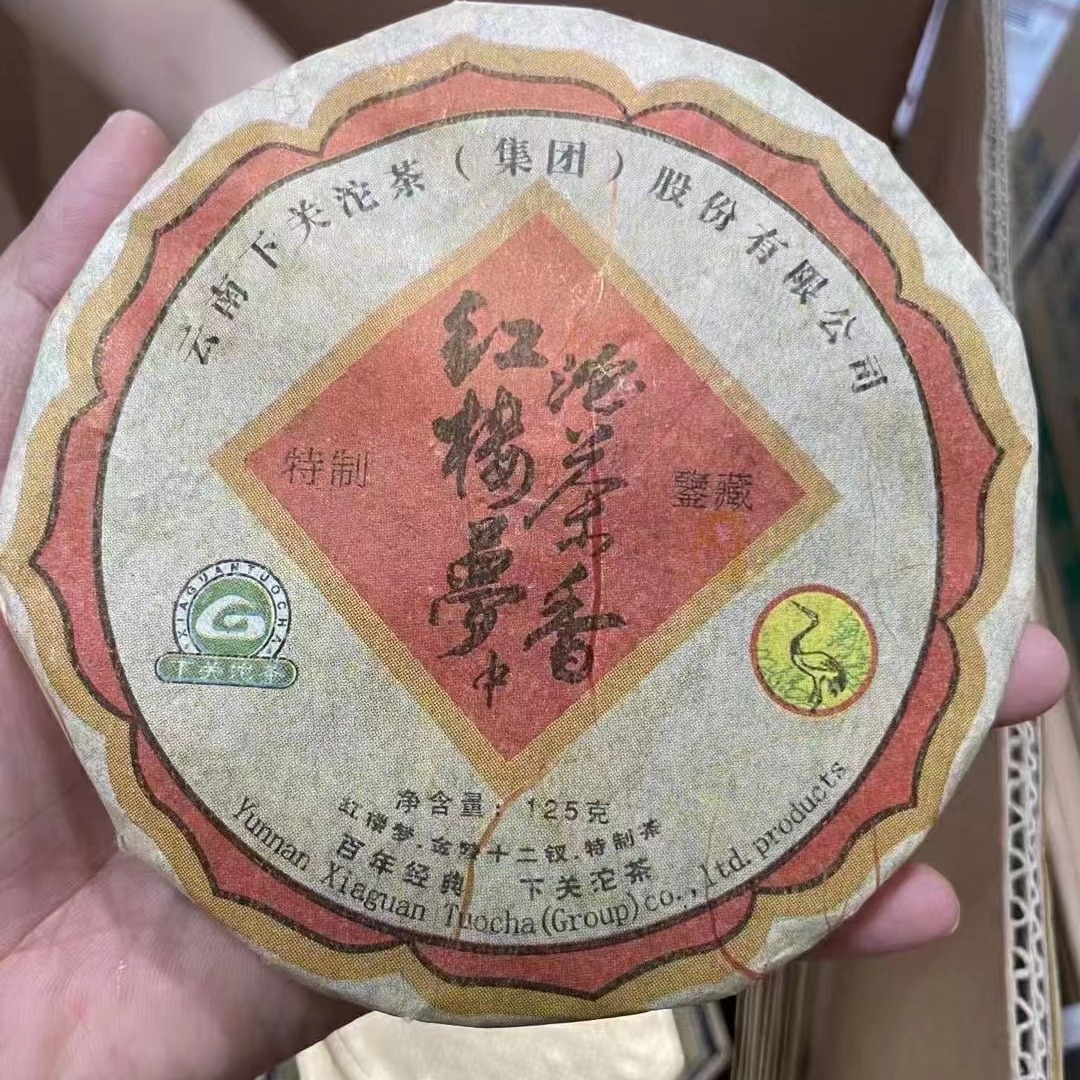 云南下关沱茶(集团)股份有限公司
沱茶香
红楼梦中
特制
鑒藏
XIAGUANTUOCHA
下关沱茶
净含量：125克
红楼梦.金陵十二钗.特制茶
百年经典 下关沱茶
Yunnan Xiaguan Tuocha(Group)co.,ltd.products